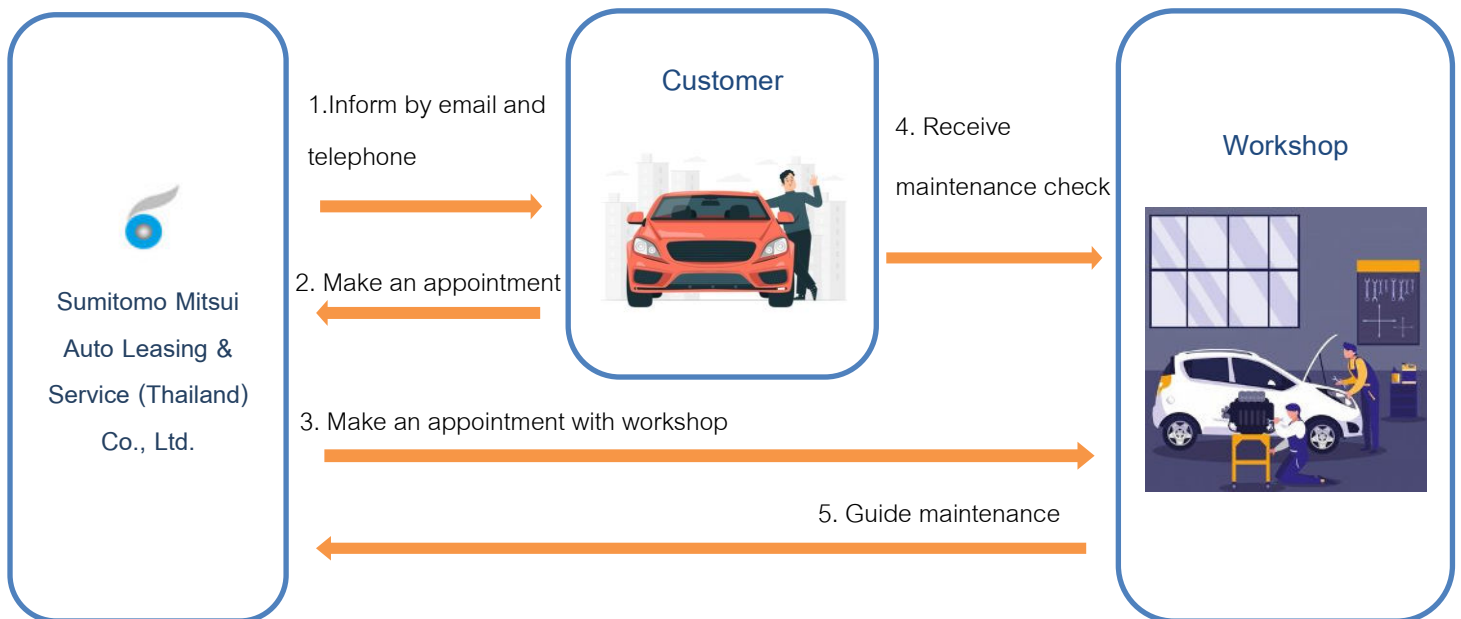 Sumitomo Mitsui
Auto Leasing &
Service (Thailand)
Co., Ltd.
1.Inform by email and
telephone
2. Make an appointment
Customer
4. Receive
maintenance check
Workshop
3. Make an appointment with workshop
5. Guide maintenance